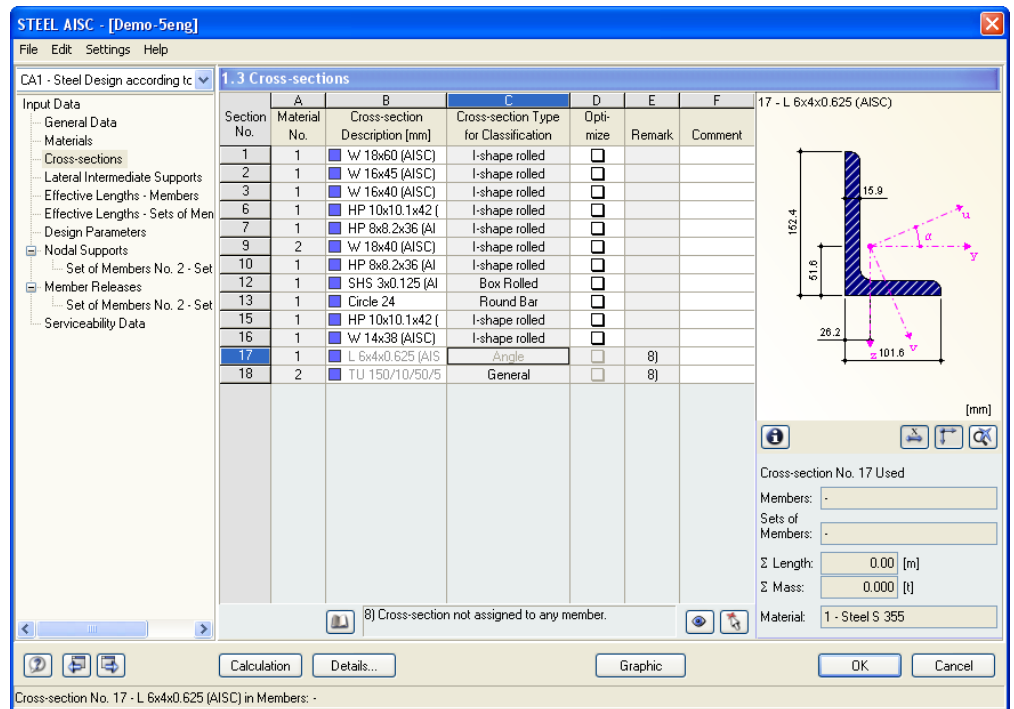 STEEL AISC - [Demo-5eng]
File Edit Settings Help
CA1 - Steel Design according tc
Input Data
General Data
Materials
Cross-sections
Lateral Intermediate Supports
Effective Lengths - Members
Effective Lengths - Sets of Men
Design Parameters
Nodal Supports
Set of Members No. 2 - Set
Member Releases
Set of Members No. 2 - Set
Serviceability Data
1.3 Cross-sections
A B C D E F
Section Material Cross-section Cross-section Type Opti-
No. No. Description [mm] for Classification mize Remark Comment
1 1 W 18x60 (AISC) I-shape rolled
2 1 W 16x45 (AISC) I-shape rolled
3 1 W 16x40 (AISC) I-shape rolled
6 1 HP 10x10.1x42 ( I-shape rolled
7 1 HP 8x8.2x36 (AI I-shape rolled
9 2 W 18x40 (AISC) I-shape rolled
10 1 HP 8x8.2x36 (AI I-shape rolled
12 1 SHS 3x0.125 (AI Box Rolled
13 1 Circle 24 Round Bar
15 1 HP 10x10.1x42 ( I-shape rolled
16 1 W 14x38 (AISC) I-shape rolled
17 1 L 6x4x0.625 (AIS Angle 8)
18 2 TU 150/10/50/5 General 8)
8) Cross-section not assigned to any member.
17 - L 6x4x0.625 (AISC)
15.9
152.4
u
α
y
51.6
26.2
z
v
101.6
[mm]
Cross-section No. 17 Used
Members: -
Sets of
Members: -
Σ Length: 0.00 [m]
Σ Mass: 0.000 [t]
Material: 1 - Steel S 355
Calculation Details... Graphic OK Cancel
Cross-section No. 17 - L 6x4x0.625 (AISC) in Members: -